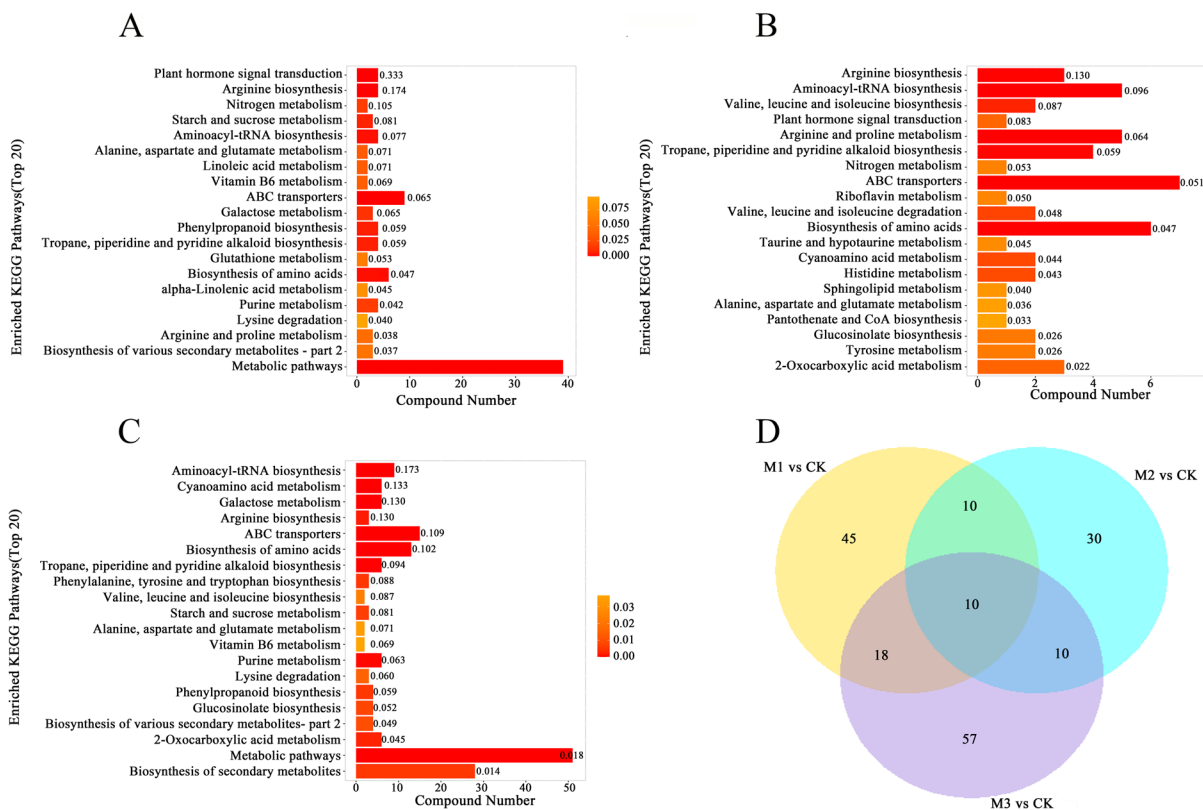 A
Enriched KEGG Pathways(Top 20)
Plant hormone signal transduction 0.333
Arginine biosynthesis 0.174
Nitrogen metabolism 0.105
Starch and sucrose metabolism 0.081
Aminoacyl-tRNA biosynthesis 0.077
Alanine, aspartate and glutamate metabolism 0.071
Linoleic acid metabolism 0.071
Vitamin B6 metabolism 0.069
ABC transporters 0.065
Galactose metabolism 0.065
Phenylpropanoid biosynthesis 0.059
Tropane, piperidine and pyridine alkaloid biosynthesis 0.059
Glutathione metabolism 0.053
Biosynthesis of amino acids 0.047
alpha-Linolenic acid metabolism 0.045
Purine metabolism 0.042
Lysine degradation 0.040
Arginine and proline metabolism 0.038
Biosynthesis of various secondary metabolites - part 2 0.037
Metabolic pathways
0 10 20 30 40
Compound Number
0.075
0.050
0.025
0.000
B
Enriched KEGG Pathways(Top 20)
Arginine biosynthesis 0.130
Aminoacyl-tRNA biosynthesis 0.096
Valine, leucine and isoleucine biosynthesis 0.087
Plant hormone signal transduction 0.083
Arginine and proline metabolism 0.064
Tropane, piperidine and pyridine alkaloid biosynthesis 0.059
Nitrogen metabolism 0.053
ABC transporters 0.051
Riboflavin metabolism 0.050
Valine, leucine and isoleucine degradation 0.048
Biosynthesis of amino acids 0.047
Taurine and hypotaurine metabolism 0.045
Cyanoamino acid metabolism 0.044
Histidine metabolism 0.043
Sphingolipid metabolism 0.040
Alanine, aspartate and glutamate metabolism 0.036
Pantothenate and CoA biosynthesis 0.033
Glucosinolate biosynthesis 0.026
Tyrosine metabolism 0.026
2-Oxocarboxylic acid metabolism 0.022
0 2 4 6
Compound Number
C
Enriched KEGG Pathways(Top 20)
Aminoacyl-tRNA biosynthesis 0.173
Cyanoamino acid metabolism 0.133
Galactose metabolism 0.130
Arginine biosynthesis 0.130
ABC transporters 0.109
Biosynthesis of amino acids 0.102
Tropane, piperidine and pyridine alkaloid biosynthesis 0.094
Phenylalanine, tyrosine and tryptophan biosynthesis 0.088
Valine, leucine and isoleucine biosynthesis 0.087
Starch and sucrose metabolism 0.081
Alanine, aspartate and glutamate metabolism 0.071
Vitamin B6 metabolism 0.069
Purine metabolism 0.063
Lysine degradation 0.060
Phenylpropanoid biosynthesis 0.059
Glucosinolate biosynthesis 0.052
Biosynthesis of various secondary metabolites- part 2 0.049
2-Oxocarboxylic acid metabolism 0.045
Metabolic pathways 0.018
Biosynthesis of secondary metabolites 0.014
0 10 20 30 40 50
Compound Number
0.03
0.02
0.01
0.00
D
M1 vs CK
M2 vs CK
10
45
30
10
18
10
57
M3 vs CK